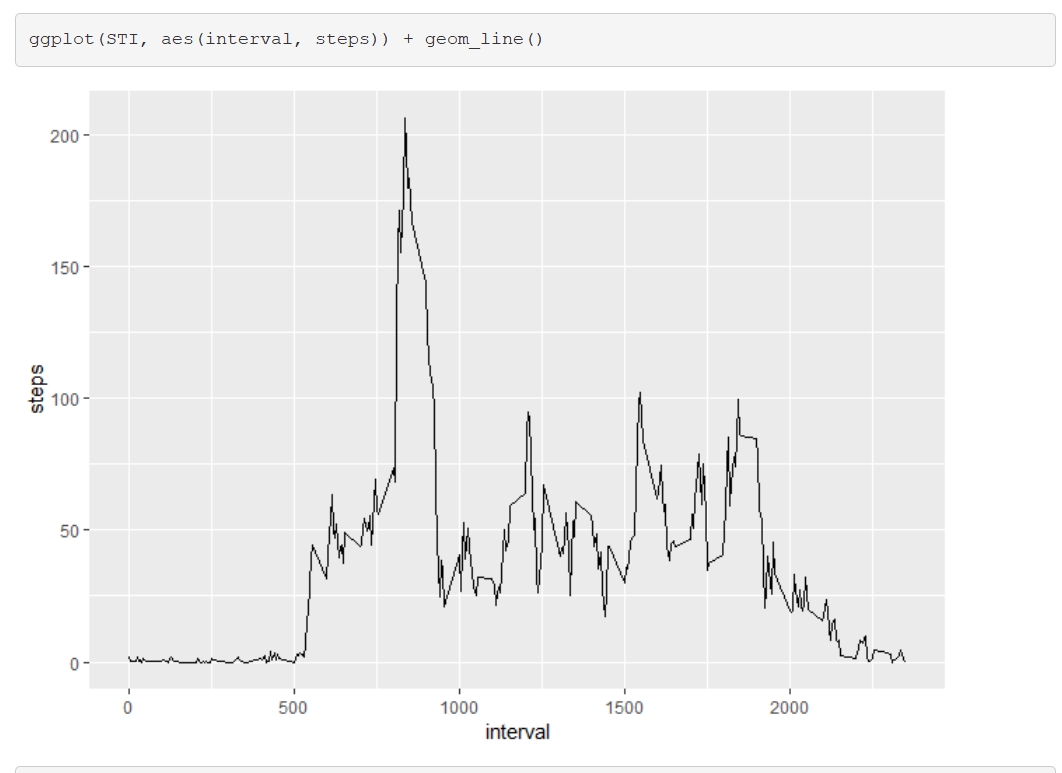 ggplot(STI, aes(interval, steps)) + geom_line()
200
150
100
50
0
steps
0 500 1000 1500 2000
interval